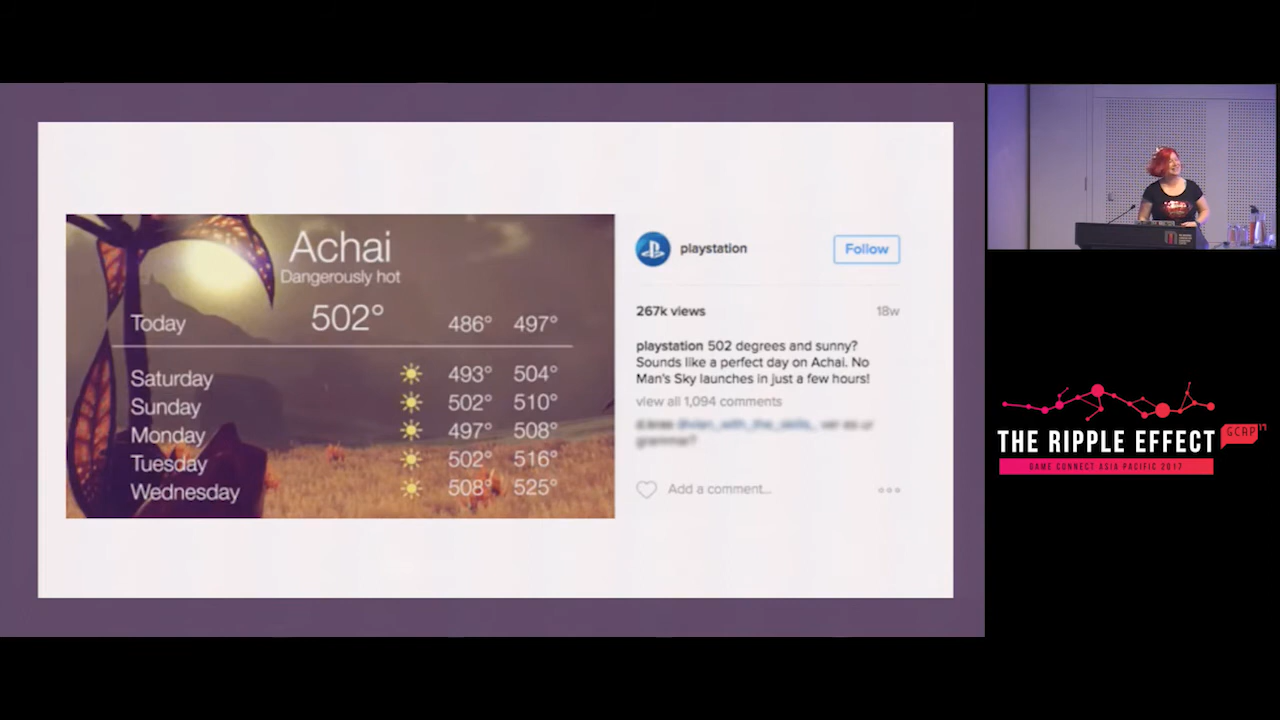 Achai
Dangerously hot
Today 502° 486° 497°
Saturday 493° 504°
Sunday 502° 510°
Monday 497° 508°
Tuesday 502° 516°
Wednesday 508° 525°
playstation Follow
267k views 18w
playstation 502 degrees and sunny?
Sounds like a perfect day on Achai. No
Man's Sky launches in just a few hours!
view all 1,094 comments
Add a comment...
THE RIPPLE EFFECT
GCAP
GAME CONNECT ASIA PACIFIC 2017